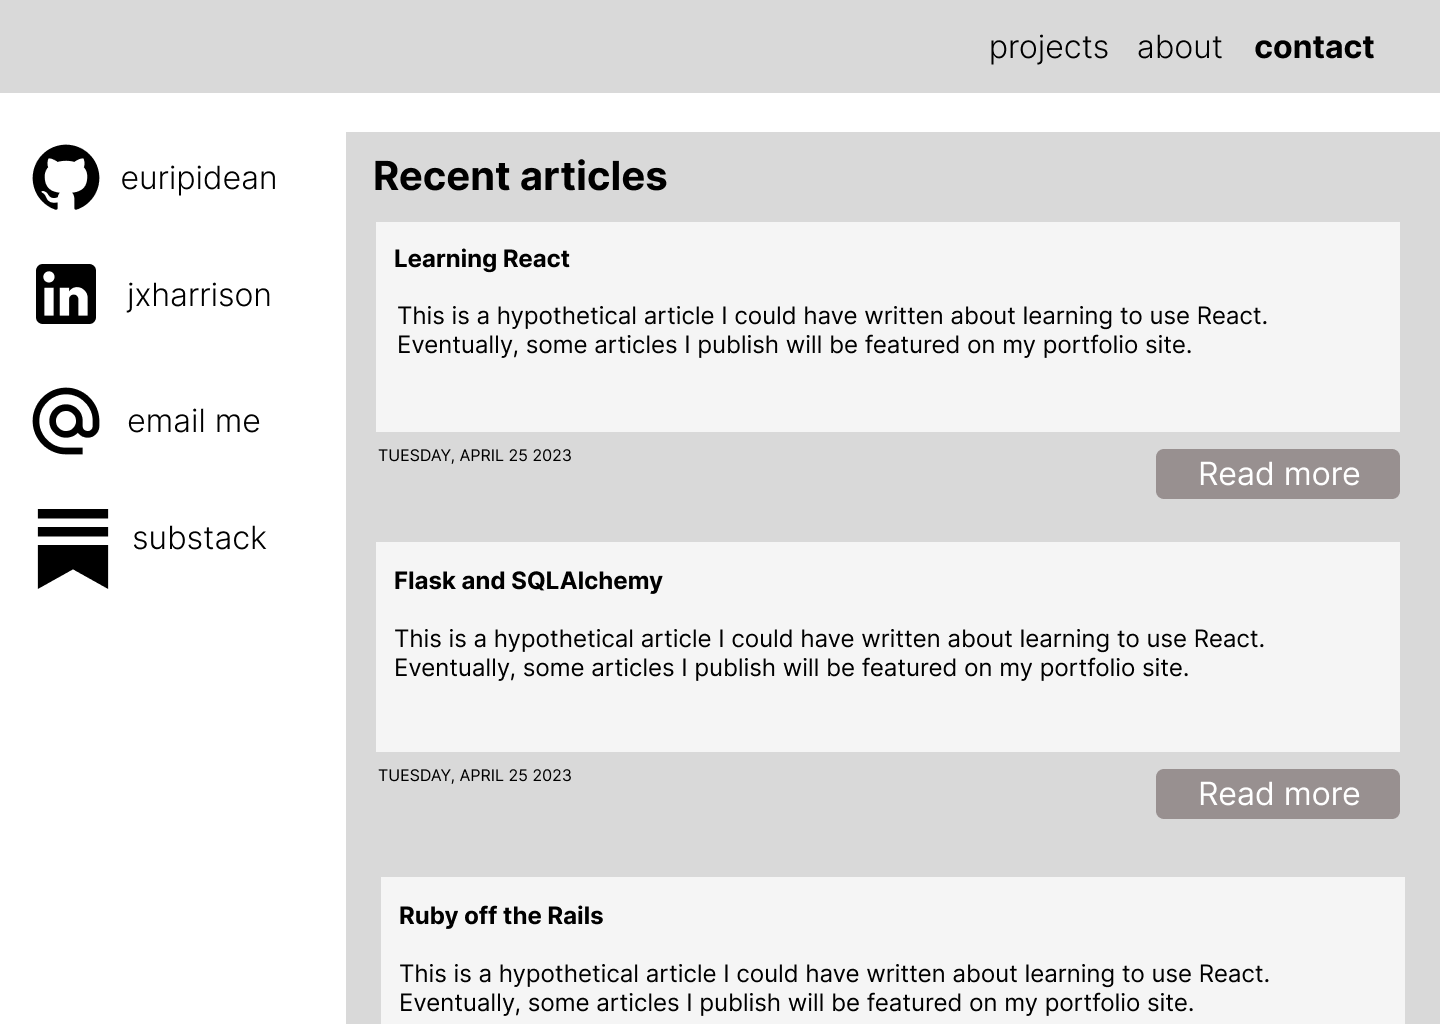 projects about contact
euripidean
jxharrison
email me
substack
Recent articles
Learning React
This is a hypothetical article I could have written about learning to use React.
Eventually, some articles I publish will be featured on my portfolio site.
TUESDAY, APRIL 25 2023
Read more
Flask and SQLAlchemy
This is a hypothetical article I could have written about learning to use React.
Eventually, some articles I publish will be featured on my portfolio site.
TUESDAY, APRIL 25 2023
Read more
Ruby off the Rails
This is a hypothetical article I could have written about learning to use React.
Eventually, some articles I publish will be featured on my portfolio site.